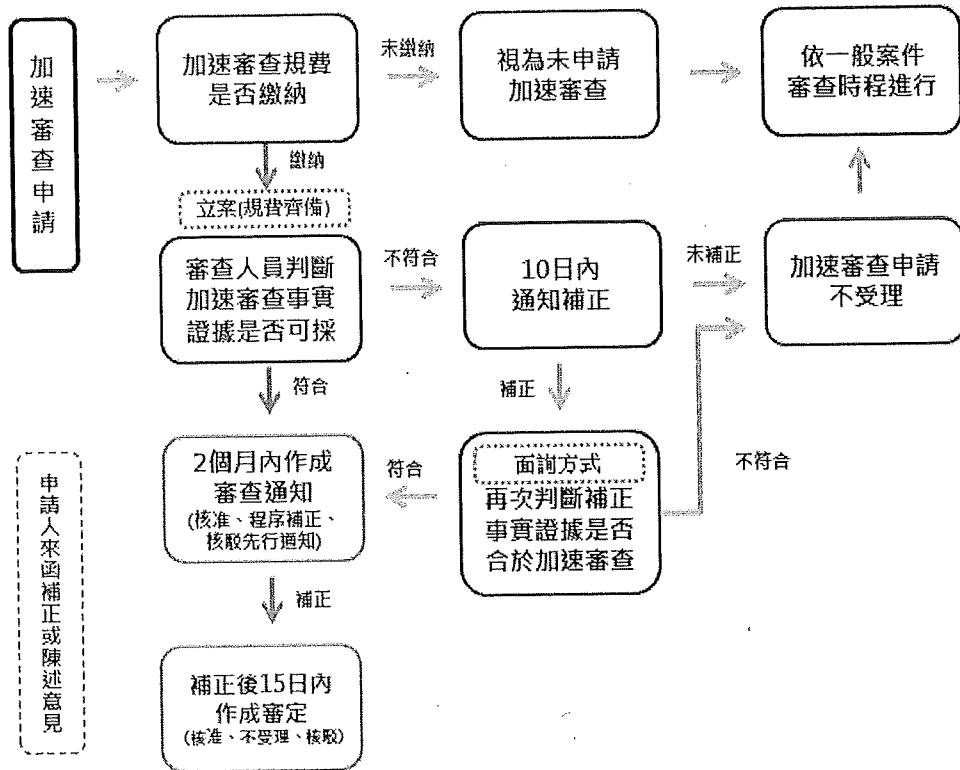 加速審查申請
加速審查規費
是否繳納
未繳納
視為未申請
加速審查
依一般案件
審查時程進行
繳納
立案(規費齊備)
審查人員判斷
加速審查事實
證據是否可採
不符合
10日內
通知補正
未補正
加速審查申請
不受理
符合
補正
申請人來函補正或陳述意見
2個月內作成
審查通知
(核准、程序補正、
核駁先行通知)
符合
面詢方式
再次判斷補正
事實證據是否
合於加速審查
不符合
補正
補正後15日內
作成審定
(核准、不受理、核駁)